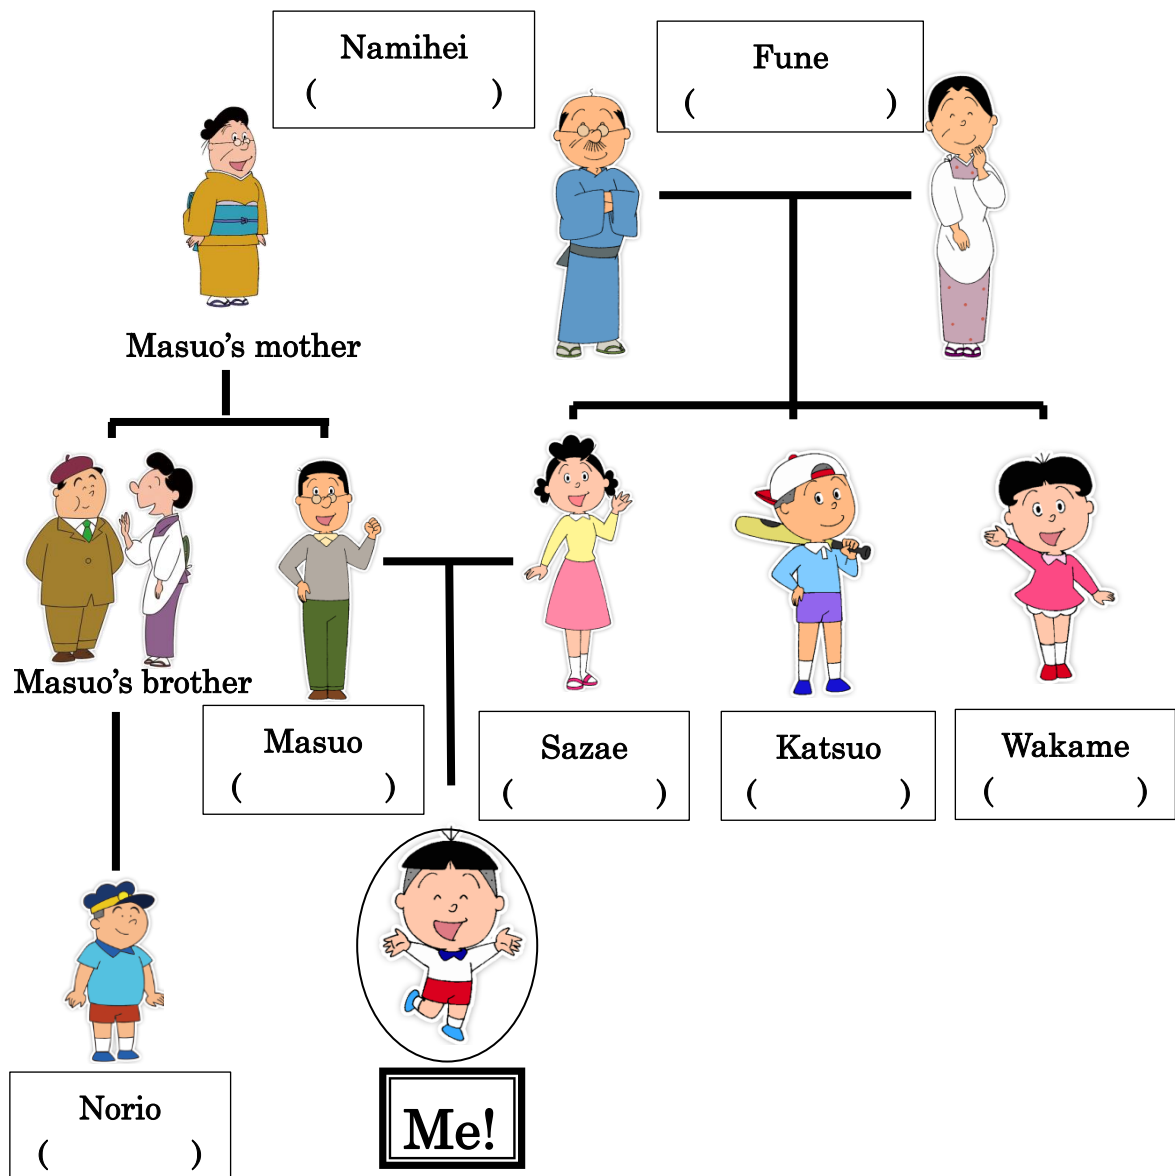 Namihei
(                    )
Fune
(                    )
Masuo's mother
Masuo's brother
Masuo
(                    )
Sazae
(                    )
Katsuo
(                    )
Wakame
(                    )
Norio
(                    )
Me!